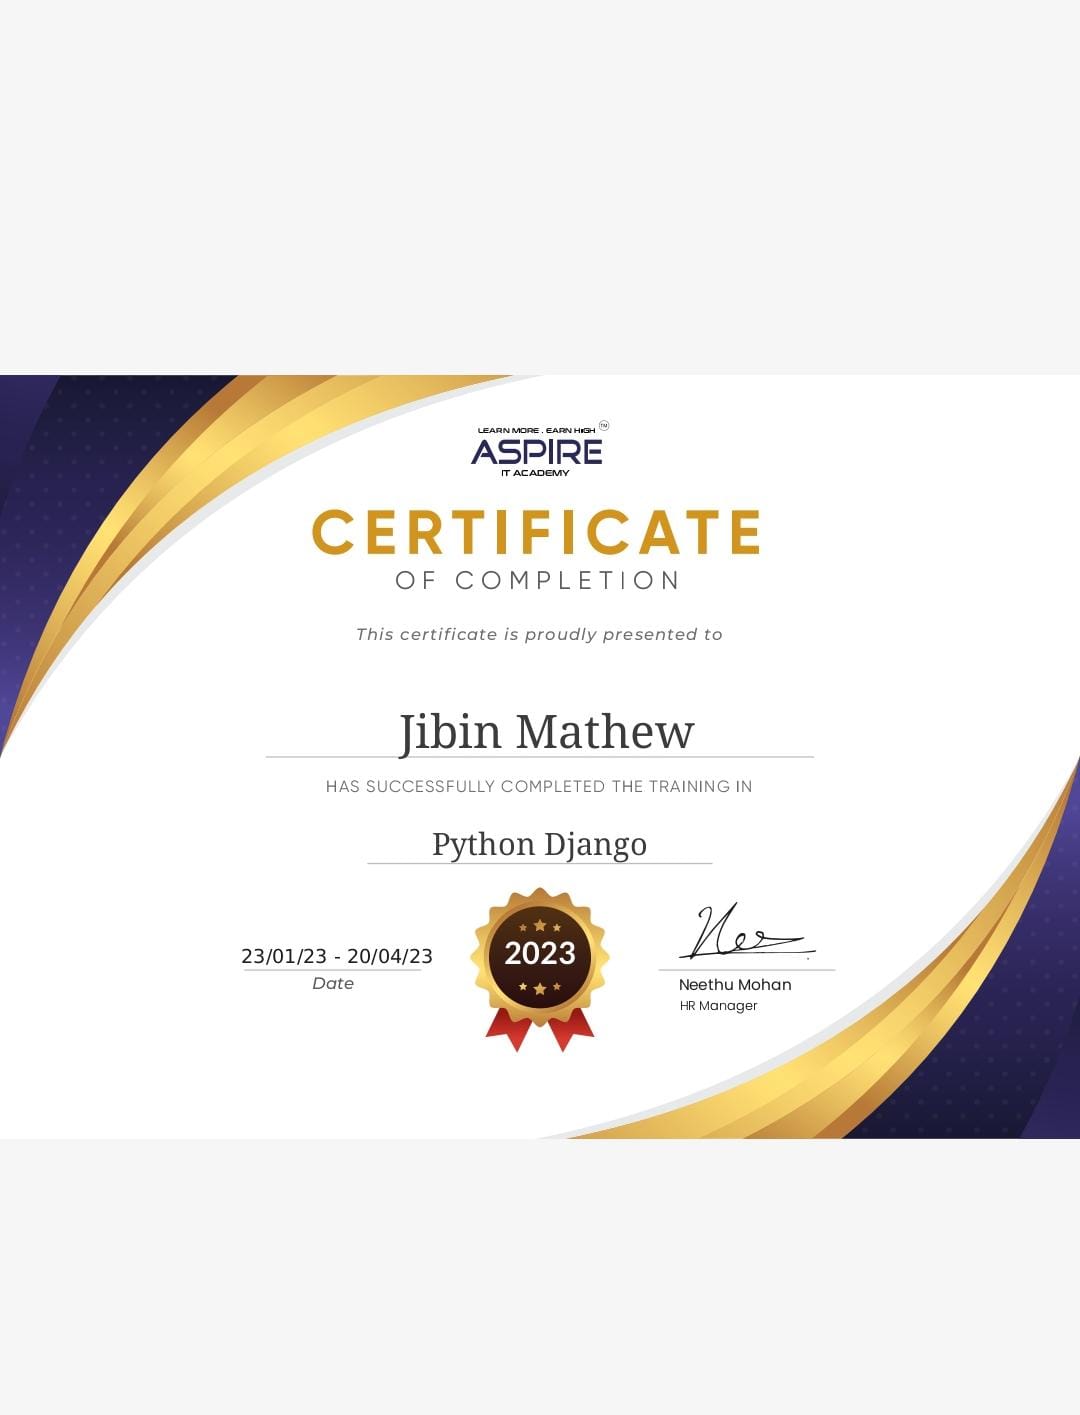 LEARN MORE . EARN HIGH TM
ASPIRE
IT ACADEMY
CERTIFICATE
OF COMPLETION
This certificate is proudly presented to
Jibin Mathew
HAS SUCCESSFULLY COMPLETED THE TRAINING IN
Python Django
23/01/23 - 20/04/23
Date
2023
Neethu Mohan
HR Manager